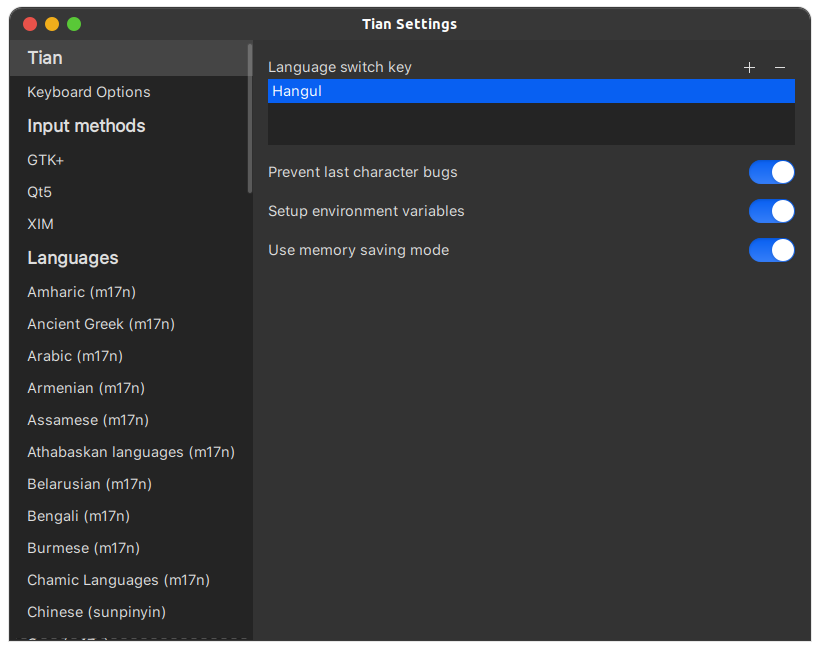 Tian Settings
Tian
Keyboard Options
Input methods
GTK+
Qt5
XIM
Languages
Amharic (m17n)
Ancient Greek (m17n)
Arabic (m17n)
Armenian (m17n)
Assamese (m17n)
Athabaskan languages (m17n)
Belarusian (m17n)
Bengali (m17n)
Burmese (m17n)
Chamic Languages (m17n)
Chinese (sunpinyin)
Language switch key
Hangul
Prevent last character bugs
Setup environment variables
Use memory saving mode